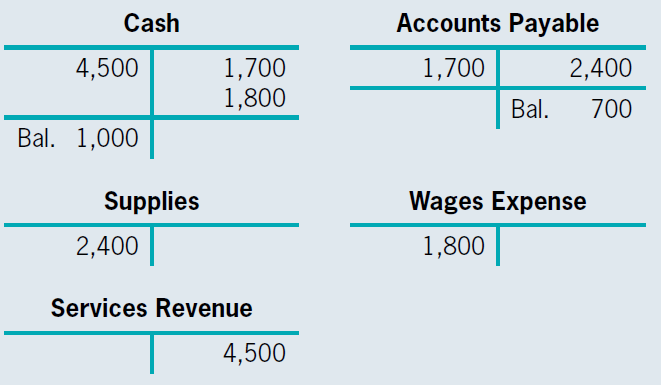 Cash
4,500 1,700
1,800
Bal. 1,000
Accounts Payable
1,700 2,400
Bal. 700
Supplies
2,400
Wages Expense
1,800
Services Revenue
4,500